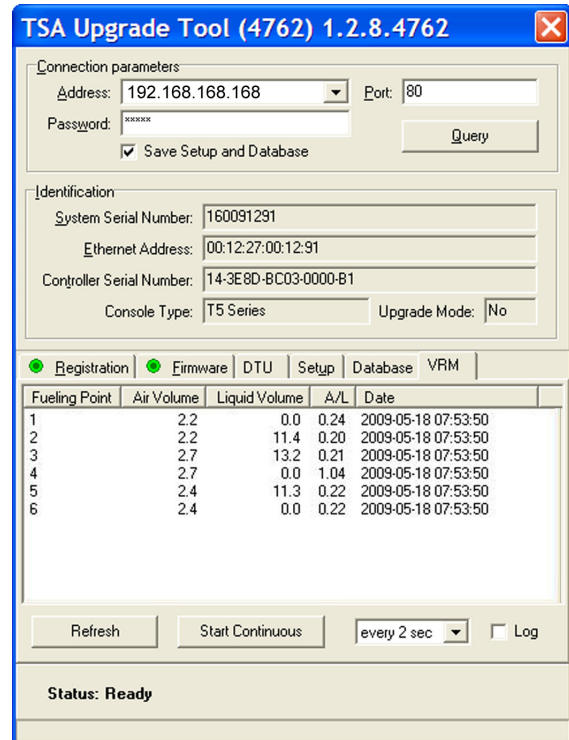 TSA Upgrade Tool (4762) 1.2.8.4762
Connection parameters
Address: 192.168.168.168 Port: 80
Password: xxxxx
Query
Save Setup and Database
Identification
System Serial Number: 160091291
Ethernet Address: 00:12:27:00:12:91
Controller Serial Number: 14-3E8D-BC03-0000-B1
Console Type: T5 Series Upgrade Mode: No
Registration Firmware DTU Setup Database VRM
Fueling Point Air Volume Liquid Volume A/L Date
1 2.2 0.0 0.24 2009-05-18 07:53:50
2 2.2 11.4 0.20 2009-05-18 07:53:50
3 2.7 13.2 0.21 2009-05-18 07:53:50
4 2.7 0.0 1.04 2009-05-18 07:53:50
5 2.4 11.3 0.22 2009-05-18 07:53:50
6 2.4 0.0 0.22 2009-05-18 07:53:50
Refresh Start Continuous every 2 sec Log
Status: Ready